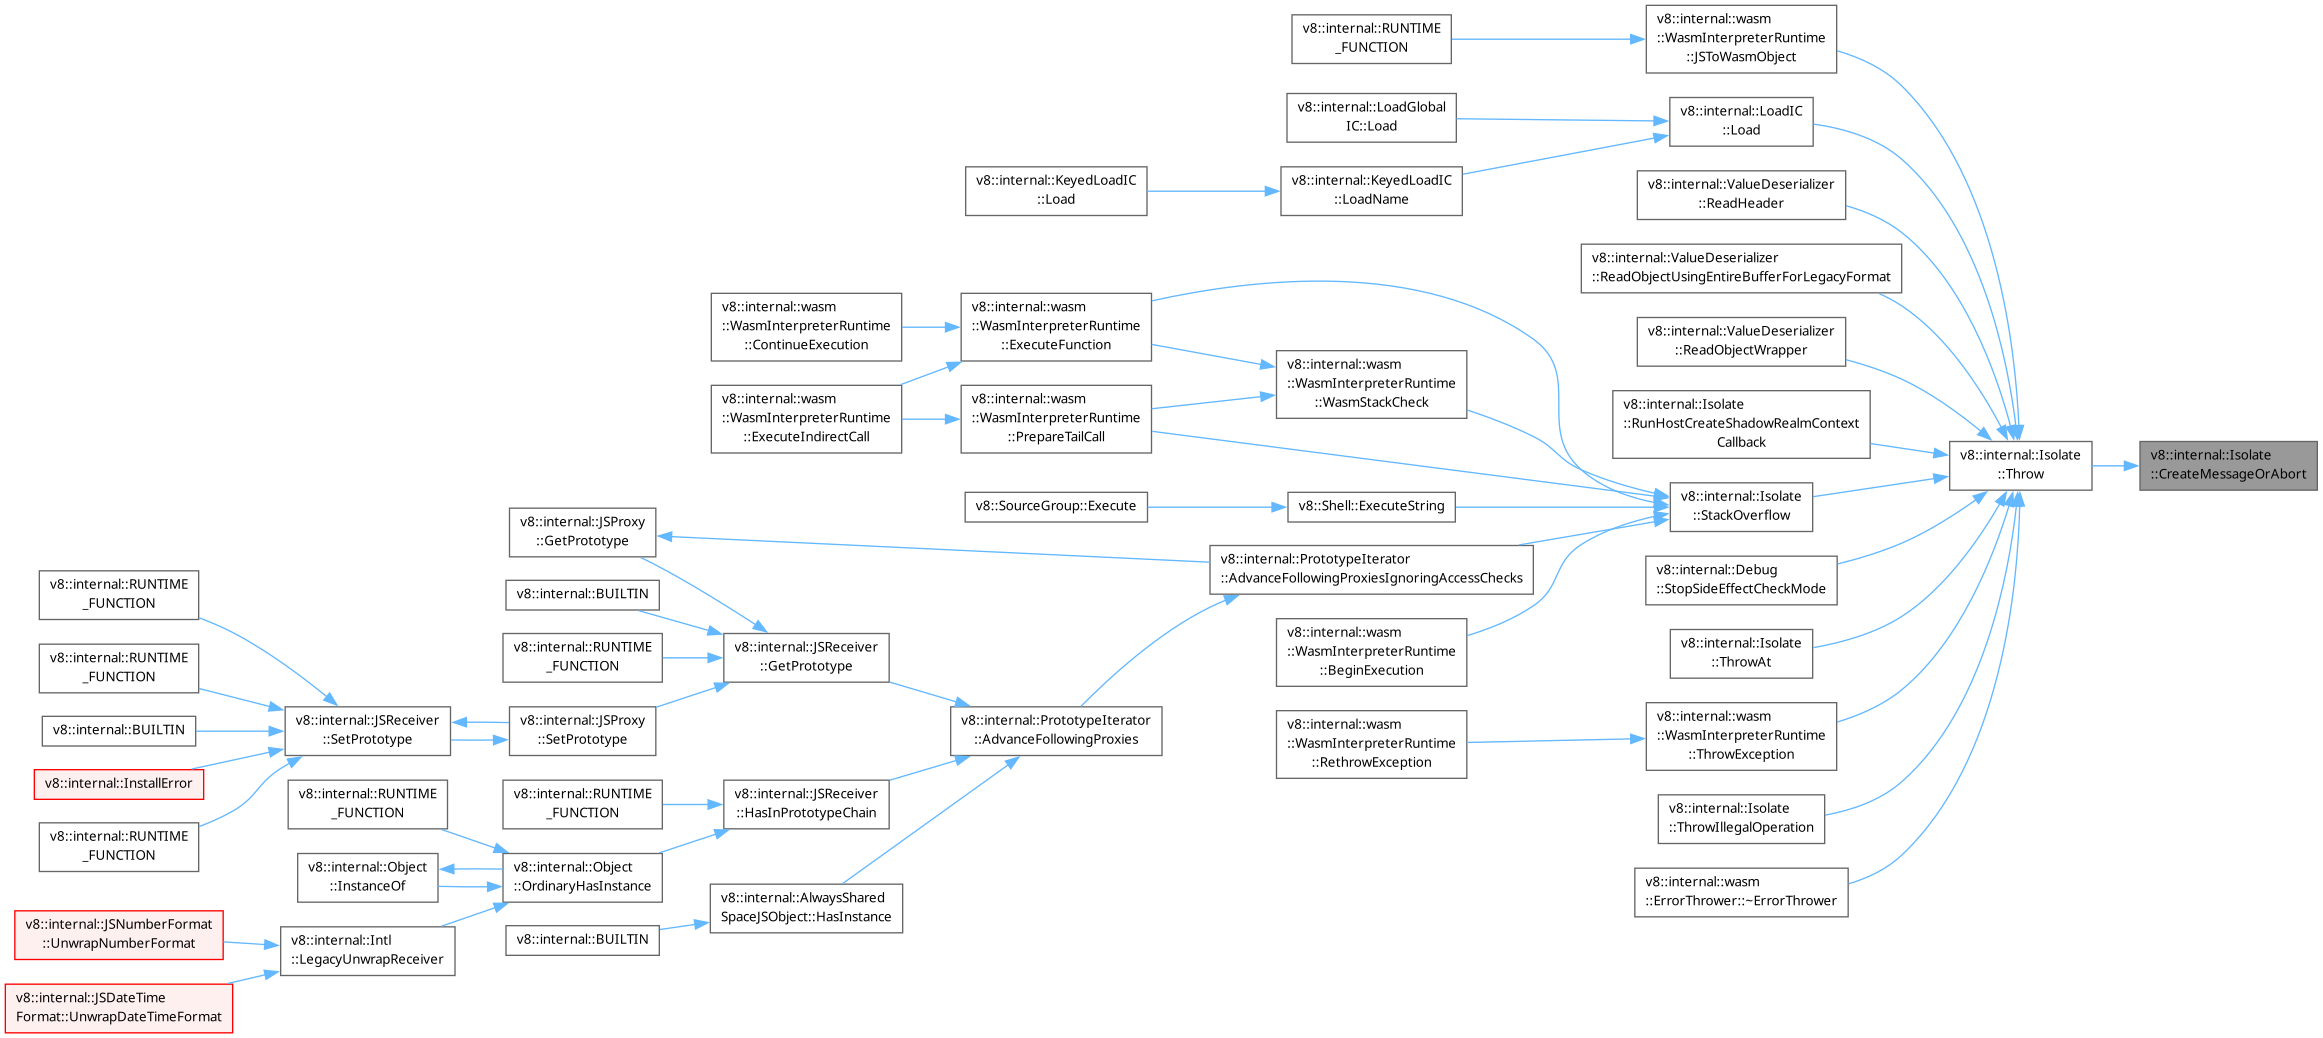 v8::internal::RUNTIME
_FUNCTION
v8::internal::wasm
::WasmInterpreterRuntime
::JSToWasmObject
v8::internal::LoadGlobal
IC::Load
v8::internal::LoadIC
::Load
v8::internal::KeyedLoadIC
::Load
v8::internal::KeyedLoadIC
::LoadName
v8::internal::ValueDeserializer
::ReadHeader
v8::internal::ValueDeserializer
::ReadObjectUsingEntireBufferForLegacyFormat
v8::internal::wasm
::WasmInterpreterRuntime
::ContinueExecution
v8::internal::wasm
::WasmInterpreterRuntime
::ExecuteFunction
v8::internal::ValueDeserializer
::ReadObjectWrapper
v8::internal::wasm
::WasmInterpreterRuntime
::WasmStackCheck
v8::internal::wasm
::WasmInterpreterRuntime
::ExecuteIndirectCall
v8::internal::wasm
::WasmInterpreterRuntime
::PrepareTailCall
v8::internal::Isolate
::RunHostCreateShadowRealmContext
Callback
v8::internal::Isolate
::Throw
v8::internal::Isolate
::CreateMessageOrAbort
v8::SourceGroup::Execute
v8::Shell::ExecuteString
v8::internal::Isolate
::StackOverflow
v8::internal::JSProxy
::GetPrototype
v8::internal::PrototypeIterator
::AdvanceFollowingProxiesIgnoringAccessChecks
v8::internal::Debug
::StopSideEffectCheckMode
v8::internal::RUNTIME
_FUNCTION
v8::internal::BUILTIN
v8::internal::RUNTIME
_FUNCTION
v8::internal::JSReceiver
::GetPrototype
v8::internal::wasm
::WasmInterpreterRuntime
::BeginExecution
v8::internal::Isolate
::ThrowAt
v8::internal::RUNTIME
_FUNCTION
v8::internal::BUILTIN
v8::internal::JSReceiver
::SetPrototype
v8::internal::JSProxy
::SetPrototype
v8::internal::PrototypeIterator
::AdvanceFollowingProxies
v8::internal::wasm
::WasmInterpreterRuntime
::RethrowException
v8::internal::wasm
::WasmInterpreterRuntime
::ThrowException
v8::internal::InstallError
v8::internal::RUNTIME
_FUNCTION
v8::internal::RUNTIME
_FUNCTION
v8::internal::RUNTIME
_FUNCTION
v8::internal::JSReceiver
::HasInPrototypeChain
v8::internal::Isolate
::ThrowIllegalOperation
v8::internal::Object
::InstanceOf
v8::internal::Object
::OrdinaryHasInstance
v8::internal::AlwaysShared
SpaceJSObject::HasInstance
v8::internal::wasm
::ErrorThrower::~ErrorThrower
v8::internal::JSNumberFormat
::UnwrapNumberFormat
v8::internal::Intl
::LegacyUnwrapReceiver
v8::internal::BUILTIN
v8::internal::JSDateTime
Format::UnwrapDateTimeFormat